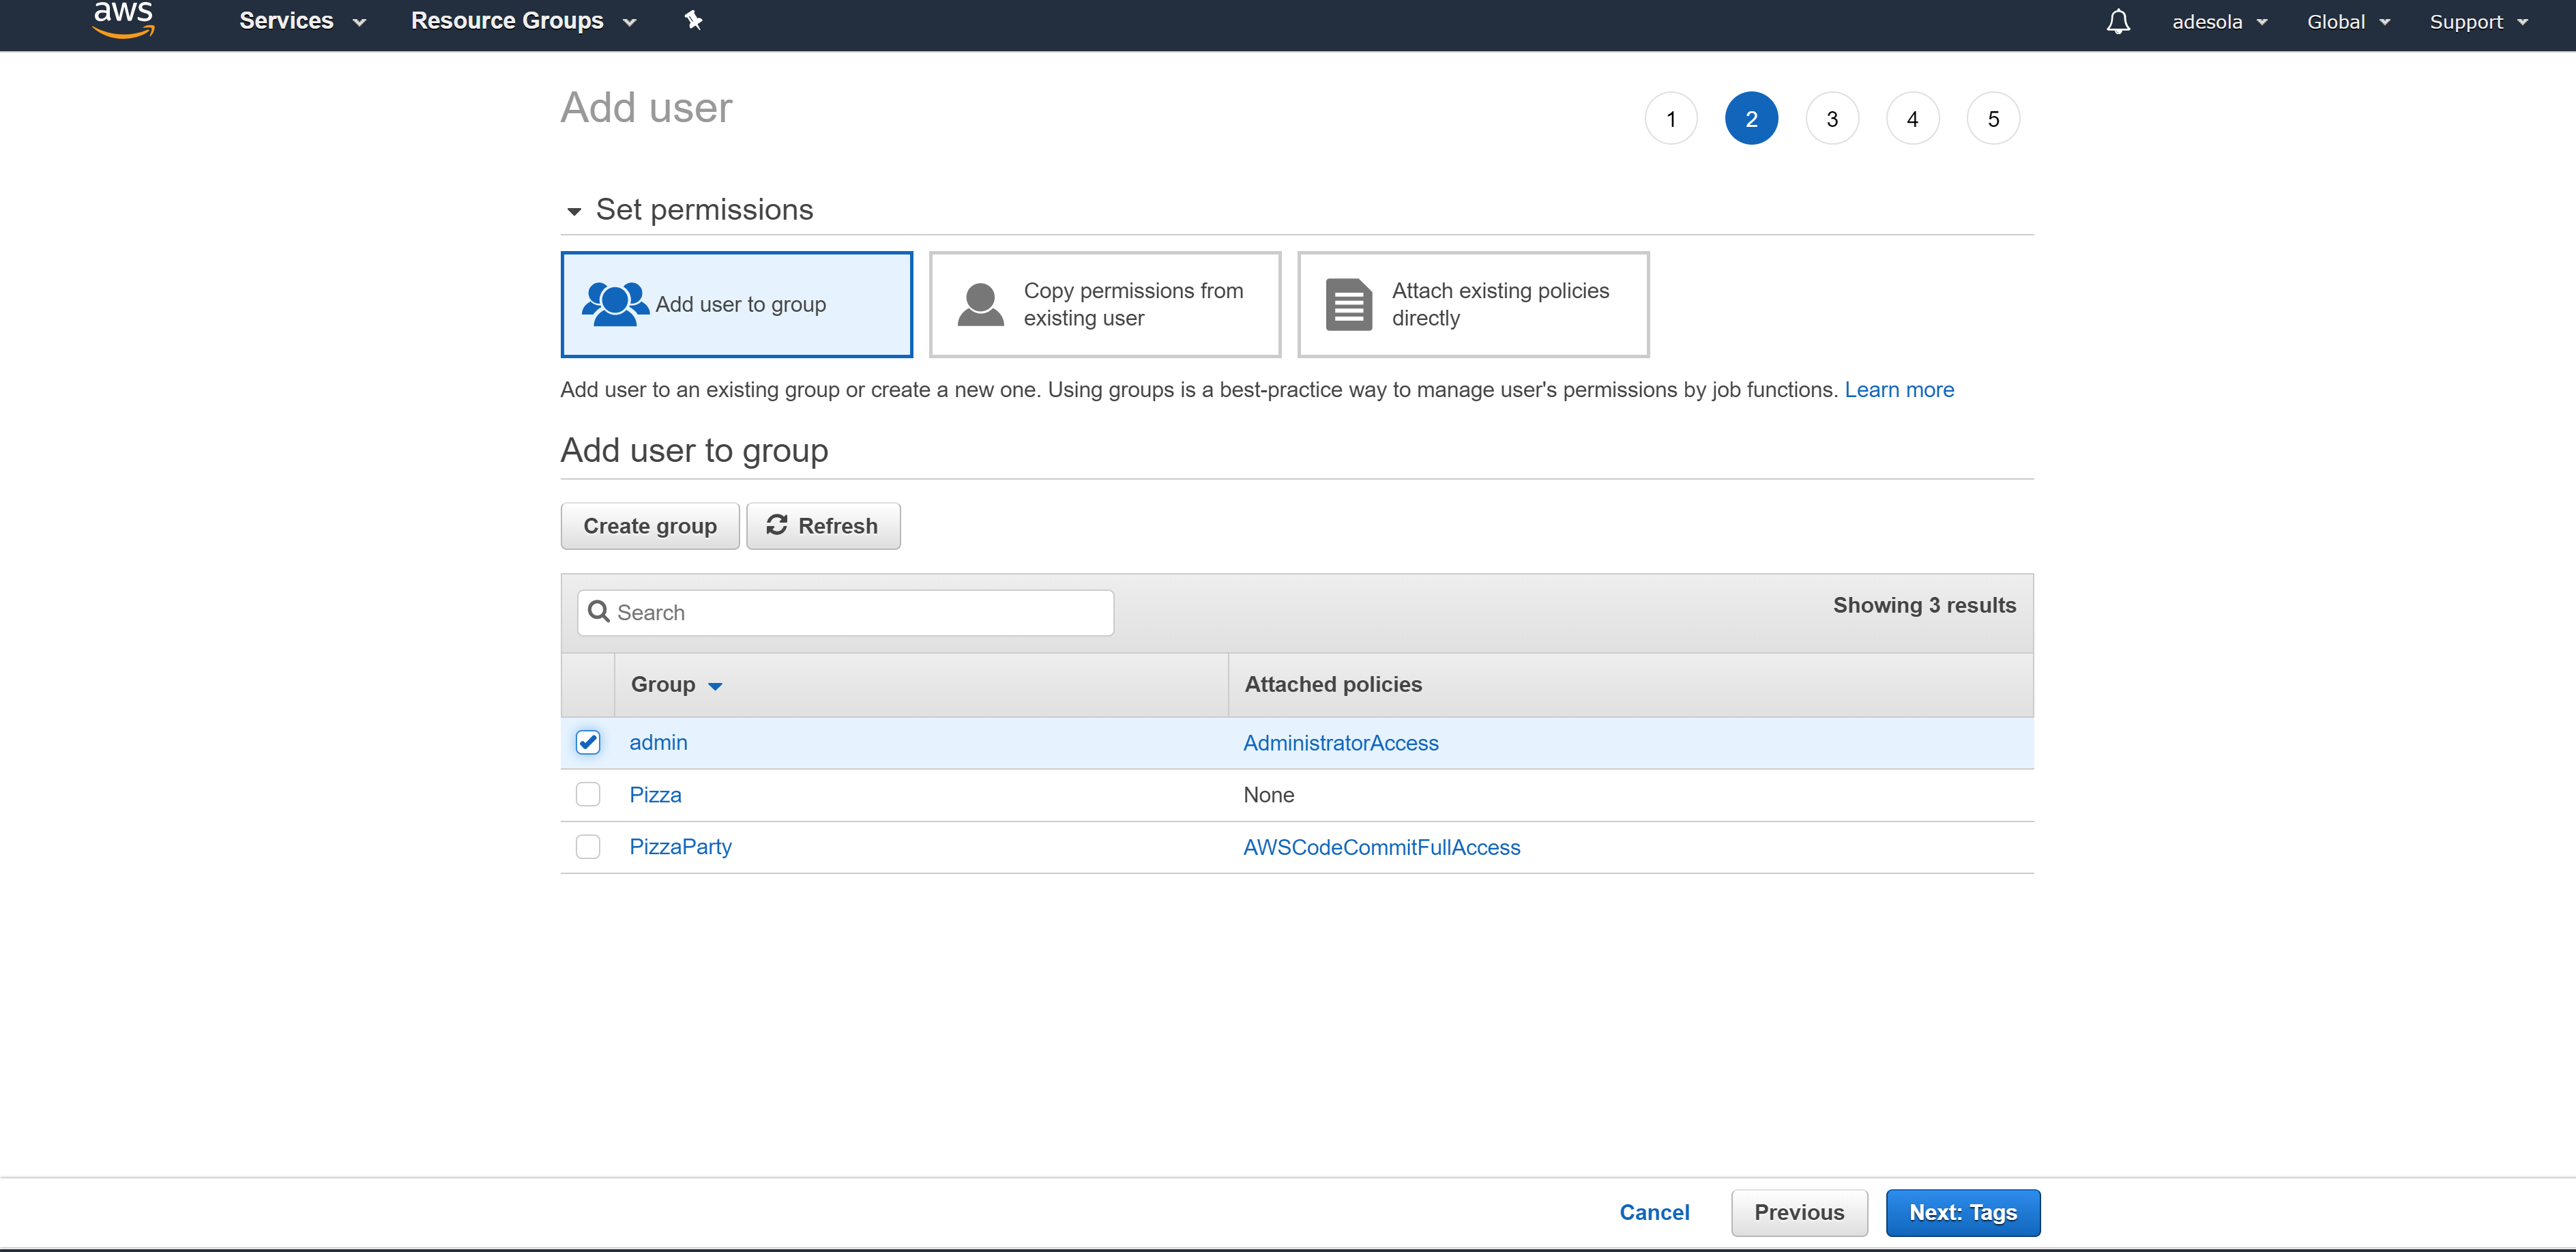 aws Services Resource Groups adesola Global Support
Add user 1 2 3 4 5
Set permissions
Add user to group
Copy permissions from
existing user
Attach existing policies
directly
Add user to an existing group or create a new one. Using groups is a best-practice way to manage user's permissions by job functions. Learn more
Add user to group
Create group Refresh
Search Showing 3 results
Group Attached policies
admin AdministratorAccess
Pizza None
PizzaParty AWSCodeCommitFullAccess
Cancel Previous Next: Tags